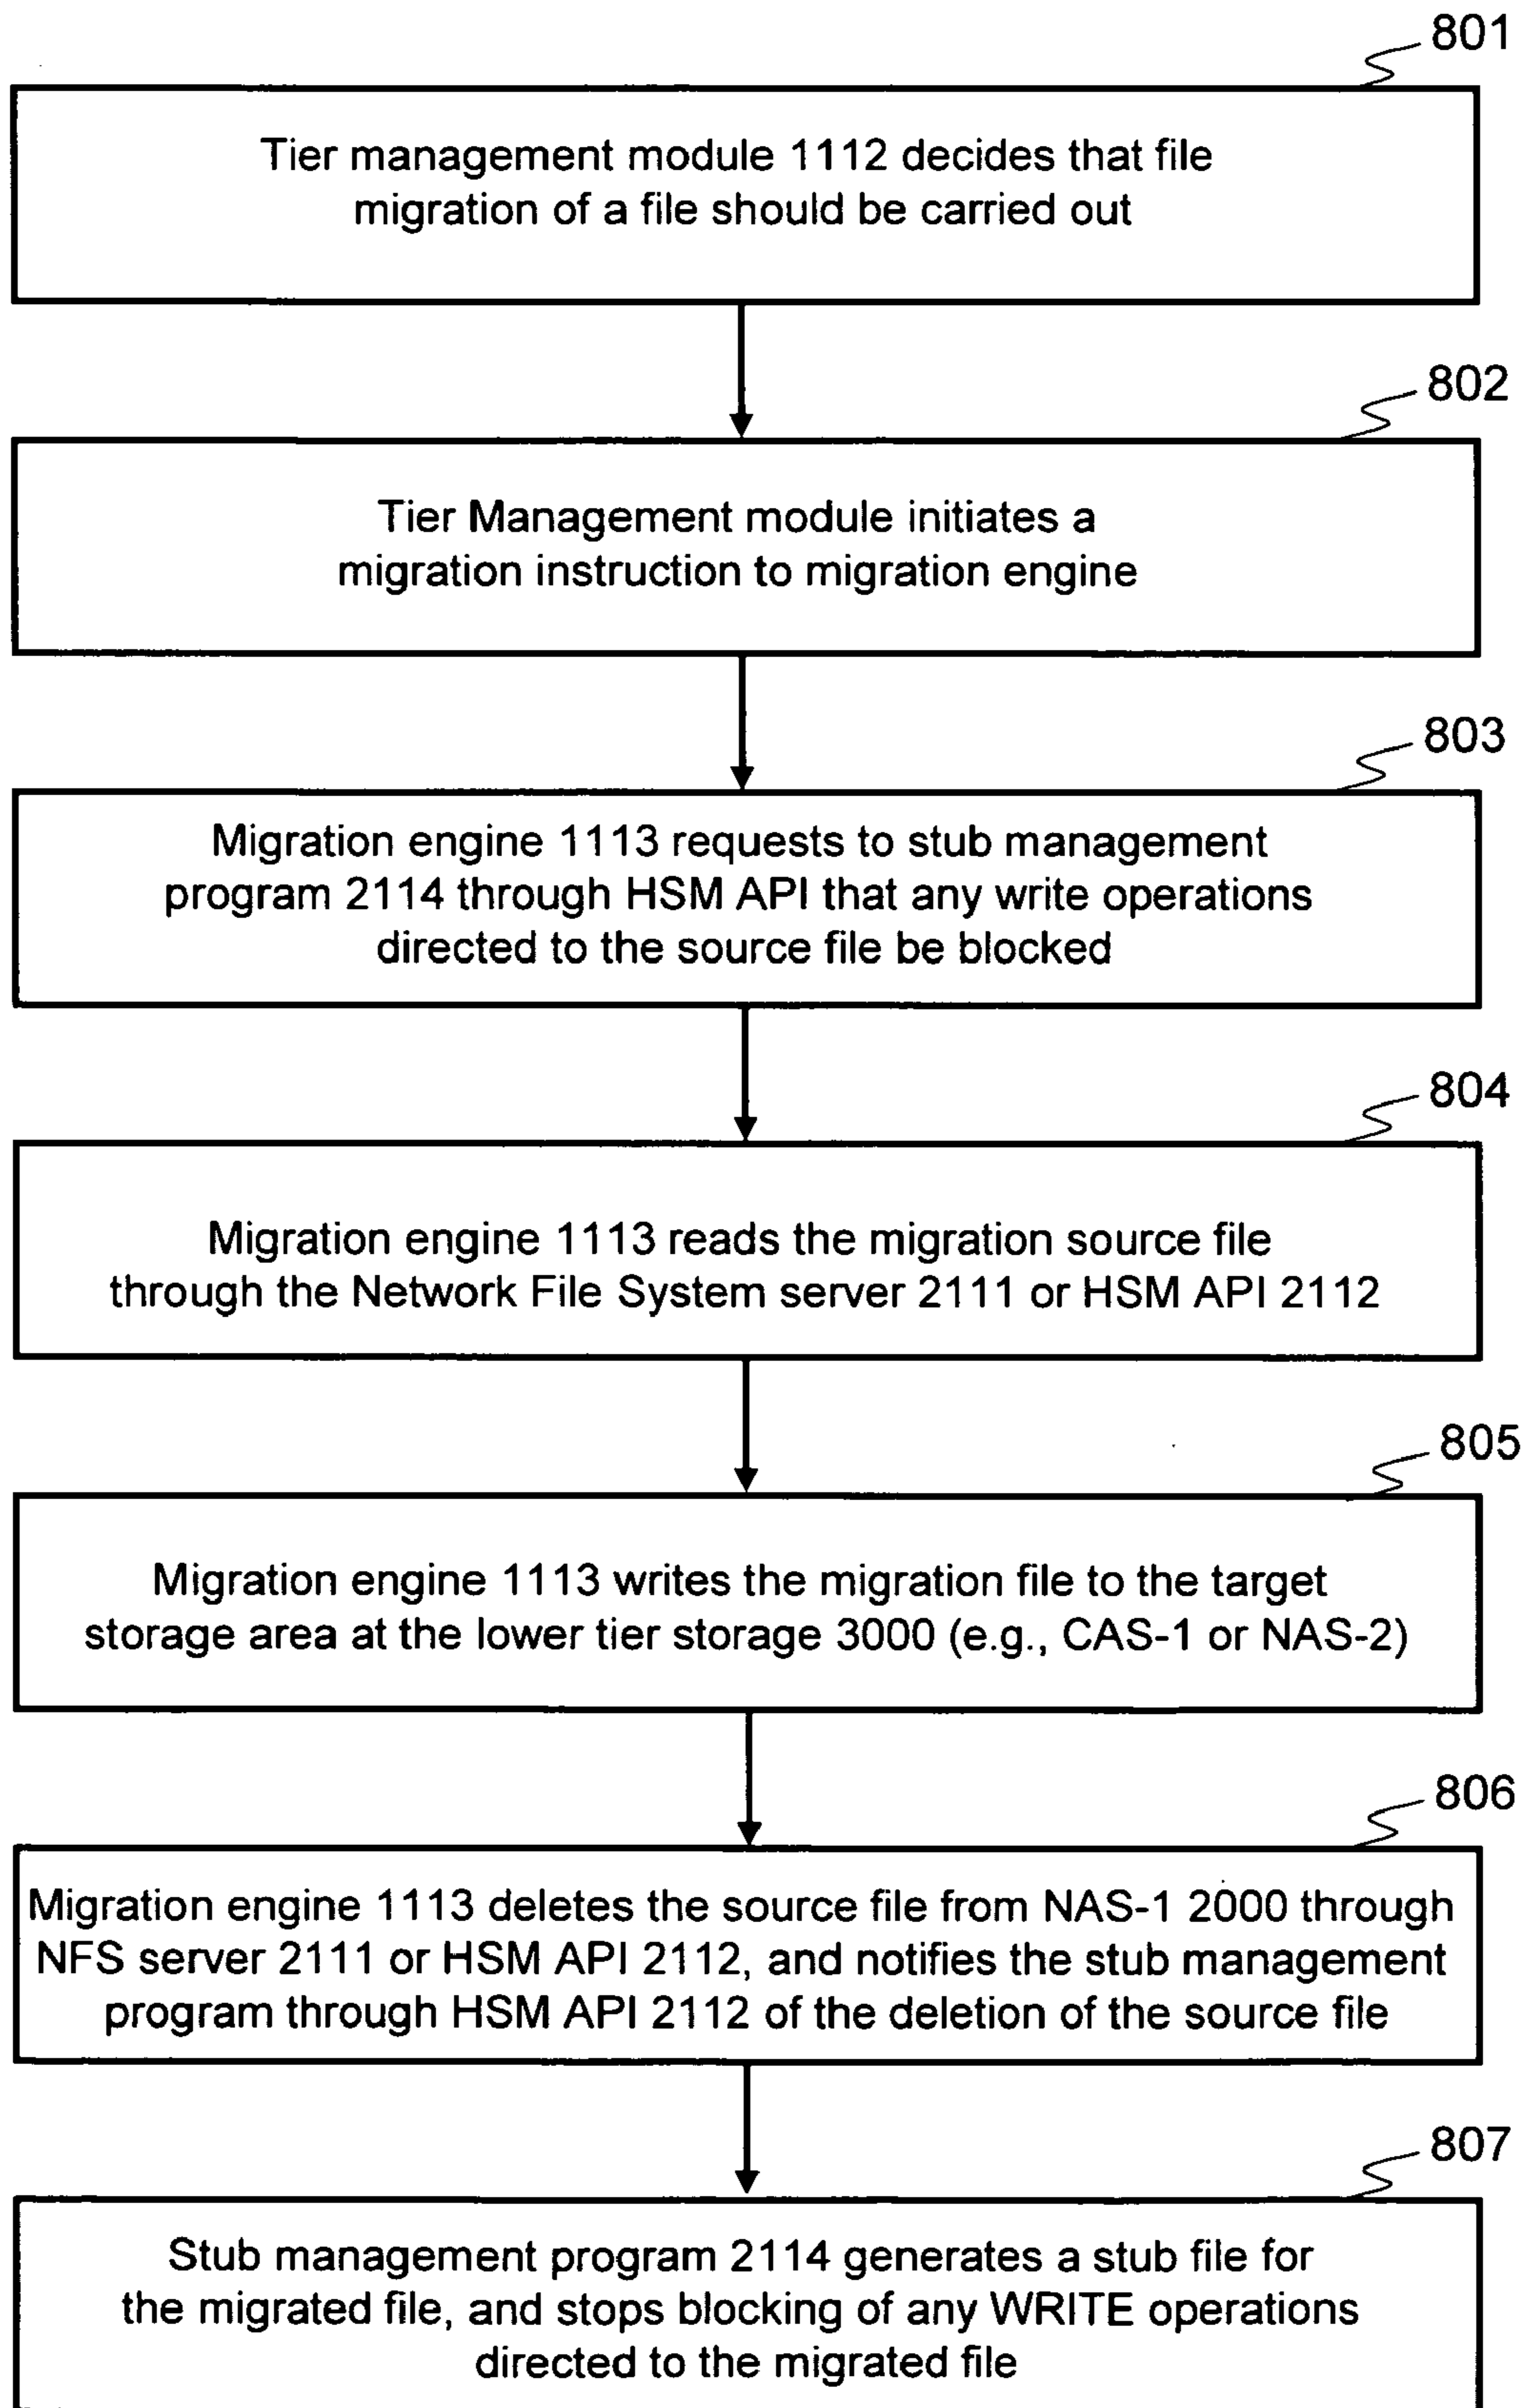 801
Tier management module 1112 decides that file
migration of a file should be carried out
802
Tier Management module initiates a
migration instruction to migration engine
803
Migration engine 1113 requests to stub management
program 2114 through HSM API that any write operations
directed to the source file be blocked
804
Migration engine 1113 reads the migration source file
through the Network File System server 2111 or HSM API 2112
805
Migration engine 1113 writes the migration file to the target
storage area at the lower tier storage 3000 (e.g., CAS-1 or NAS-2)
806
Migration engine 1113 deletes the source file from NAS-1 2000 through
NFS server 2111 or HSM API 2112, and notifies the stub management
program through HSM API 2112 of the deletion of the source file
807
Stub management program 2114 generates a stub file for
the migrated file, and stops blocking of any WRITE operations
directed to the migrated file